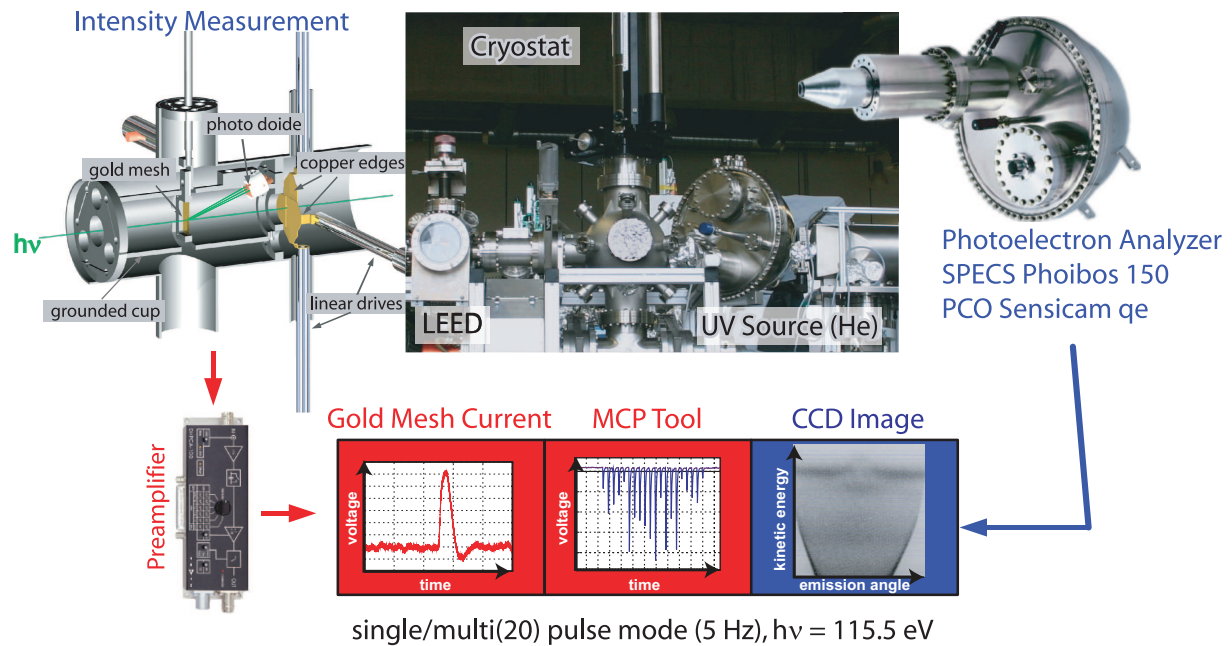 Intensity Measurement
photo doide
gold mesh
copper edges
hν
grounded cup
linear drives
Cryostat
LEED
UV Source (He)
Photoelectron Analyzer
SPECS Phoibos 150
PCO Sensicam qe
Preamplifier
Gold Mesh Current
MCP Tool
CCD Image
voltage
time
voltage
time
kinetic energy
emission angle
single/multi(20) pulse mode (5 Hz), hν = 115.5 eV